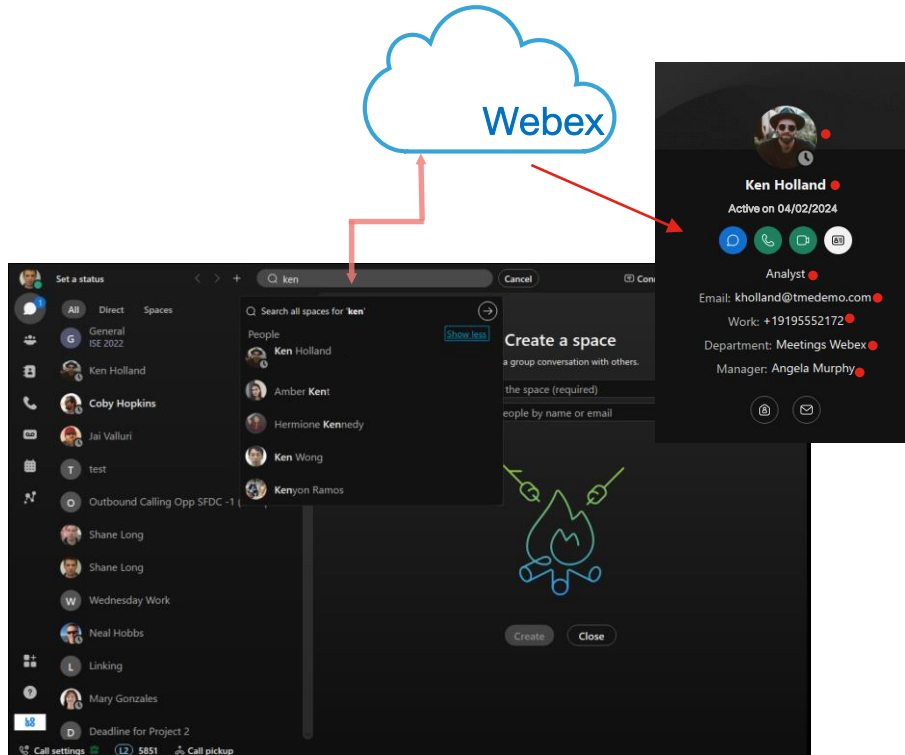 Webex
Ken Holland
Active on 04/02/2024
Analyst
Email: kholland@tmedemo.com
Work: +19195552172
Department: Meetings Webex
Manager: Angela Murphy
Set a status
ken
Cancel
1
All Direct Spaces
G General
ISE 2022
Ken Holland
Coby Hopkins
Jai Valluri
T test
O Outbound Calling Opp SFDC -1
Shane Long
Shane Long
W Wednesday Work
Neal Hobbs
L Linking
Mary Gonzales
D Deadline for Project 2
Search all spaces for 'ken'
People Show less
Ken Holland
Amber Kent
Hermione Kennedy
Ken Wong
Kenyon Ramos
Create a space
a group conversation with others.
the space (required)
eople by name or email
Create Close
Call settings L2 5851 Call pickup